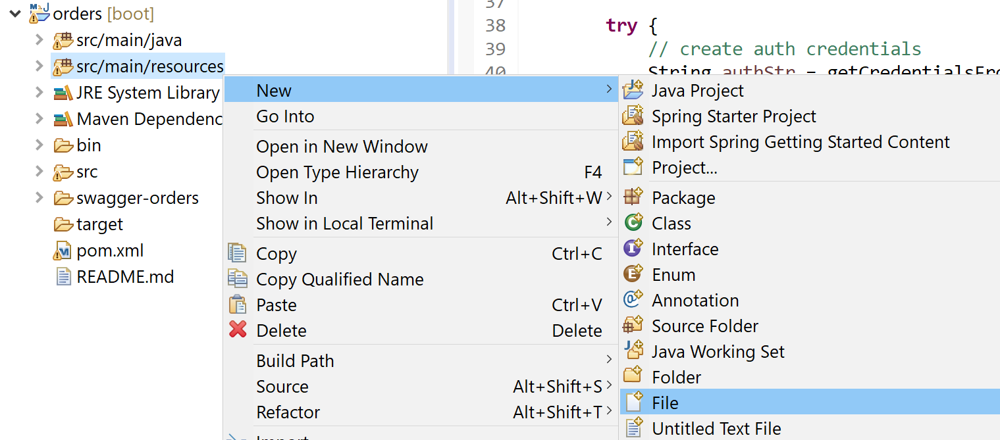 orders [boot]
src/main/java
src/main/resources
JRE System Library
Maven Dependenc
bin
src
swagger-orders
target
pom.xml
README.md
37
38 try {
39 // create auth credentials
40 String authStr = getCredentialsFro
New
Go Into
Open in New Window
Open Type Hierarchy F4
Show In Alt+Shift+W
Show in Local Terminal
Copy Ctrl+C
Copy Qualified Name
Paste Ctrl+V
Delete Delete
Build Path
Source Alt+Shift+S
Refactor Alt+Shift+T
Import
Java Project
Spring Starter Project
Import Spring Getting Started Content
Project...
Package
Class
Interface
Enum
Annotation
Source Folder
Java Working Set
Folder
File
Untitled Text File